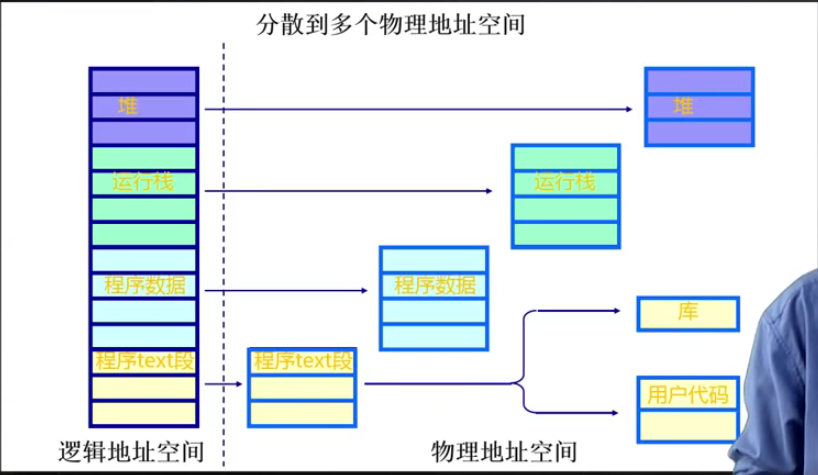 分散到多个物理地址空间
堆
堆
运行栈
运行栈
程序数据
程序数据
库
程序text段
程序text段
用户代码
逻辑地址空间
物理地址空间